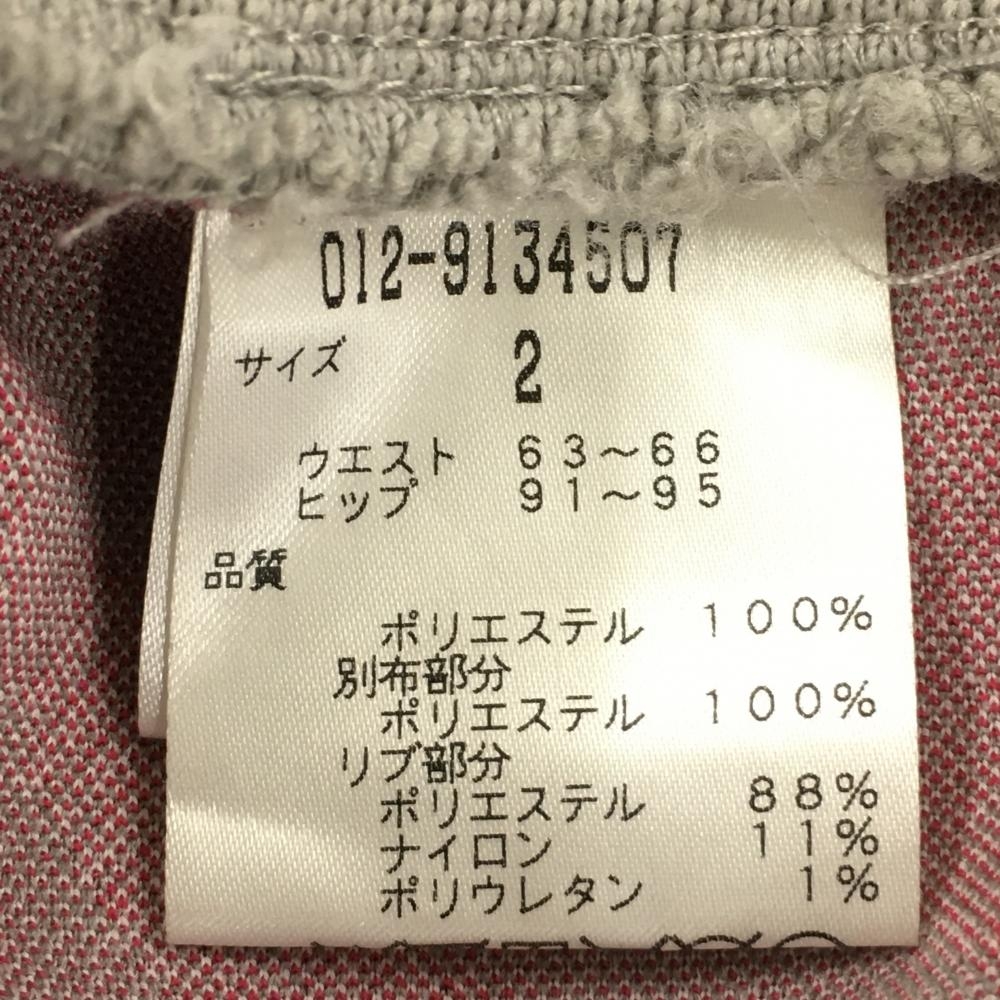 012-9134507
サイズ 2
ウエスト 63～66
ヒップ 91～95
品質
ポリエステル 100%
別布部分
ポリエステル 100%
リブ部分
ポリエステル 88%
ナイロン 11%
ポリウレタン 1%